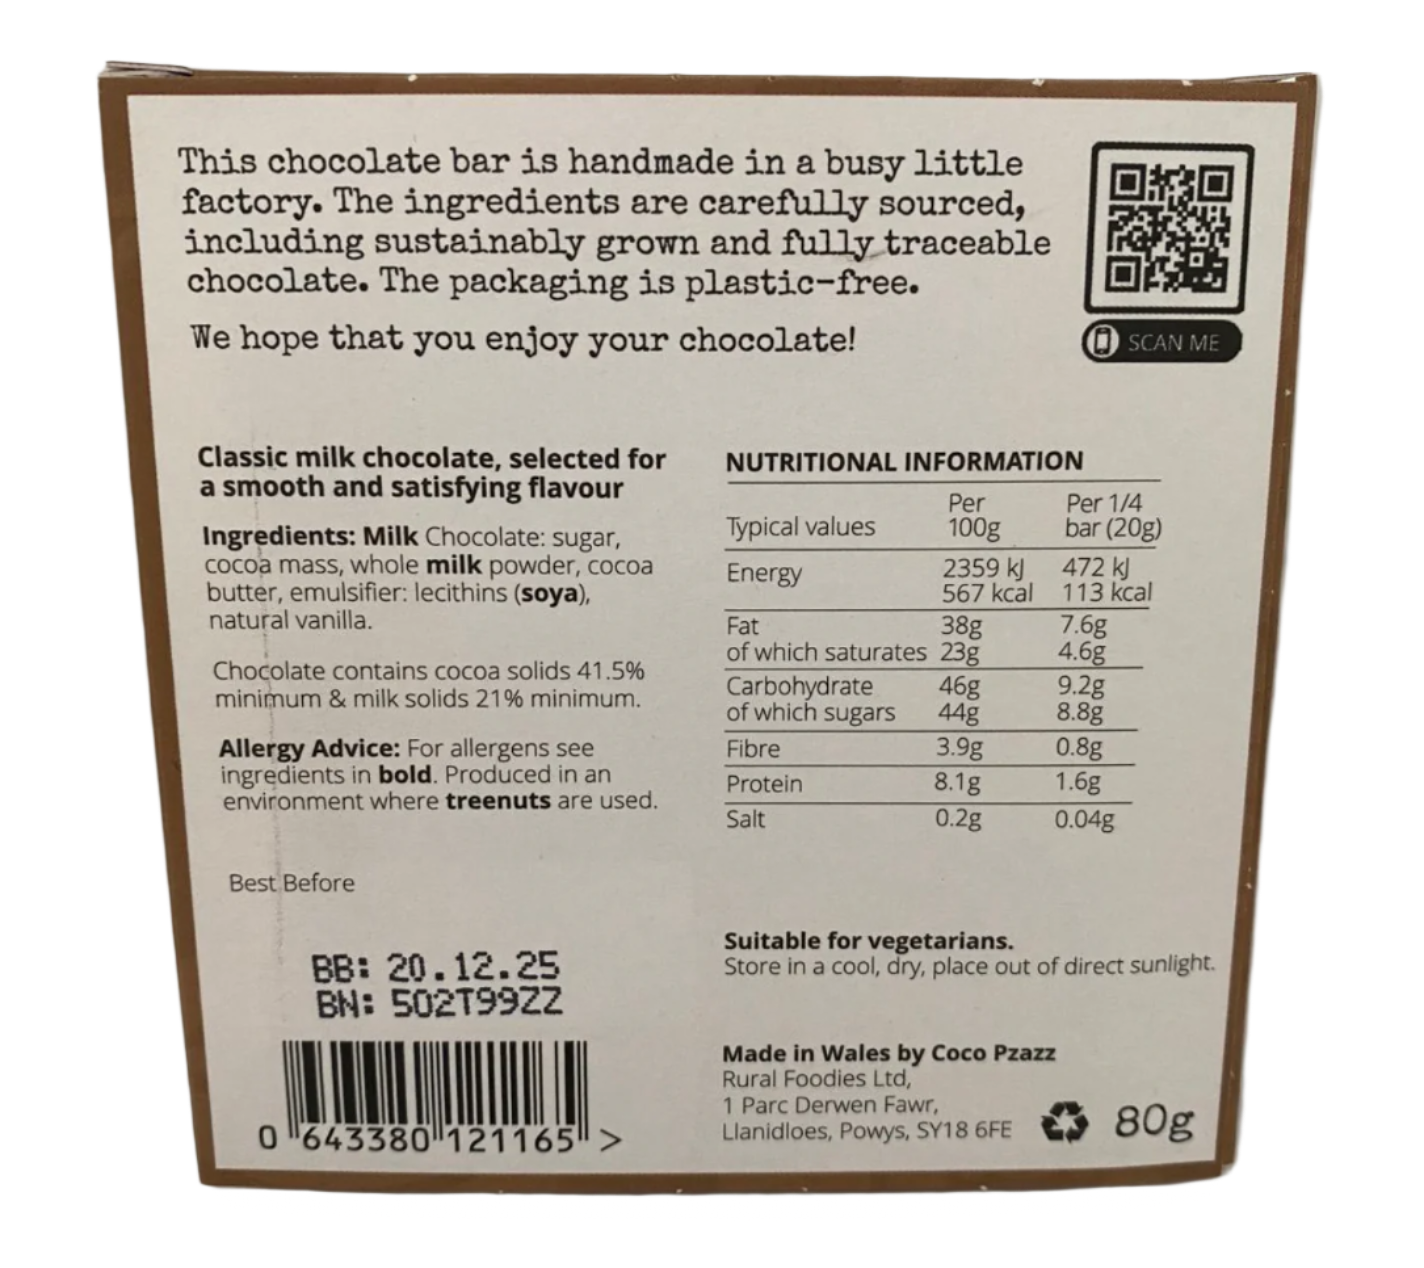 This chocolate bar is handmade in a busy little
factory. The ingredients are carefully sourced,
including sustainably grown and fully traceable
chocolate. The packaging is plastic-free.
We hope that you enjoy your chocolate!
SCAN ME
Classic milk chocolate, selected for
a smooth and satisfying flavour
Ingredients: Milk Chocolate: sugar,
cocoa mass, whole milk powder, cocoa
butter, emulsifier: lecithins (soya),
natural vanilla.
Chocolate contains cocoa solids 41.5%
minimum & milk solids 21% minimum.
Allergy Advice: For allergens see
ingredients in bold. Produced in an
environment where treenuts are used.
Best Before
BB: 20.12.25
BN: 502T99ZZ
0 643380 121165 >
NUTRITIONAL INFORMATION
Per Per 1/4
Typical values 100g bar (20g)
Energy 2359 kJ 472 kJ
567 kcal 113 kcal
Fat 38g 7.6g
of which saturates 23g 4.6g
Carbohydrate 46g 9.2g
of which sugars 44g 8.8g
Fibre 3.9g 0.8g
Protein 8.1g 1.6g
Salt 0.2g 0.04g
Suitable for vegetarians.
Store in a cool, dry, place out of direct sunlight.
Made in Wales by Coco Pzazz
Rural Foodies Ltd,
1 Parc Derwen Fawr,
Llanidloes, Powys, SY18 6FE
80g